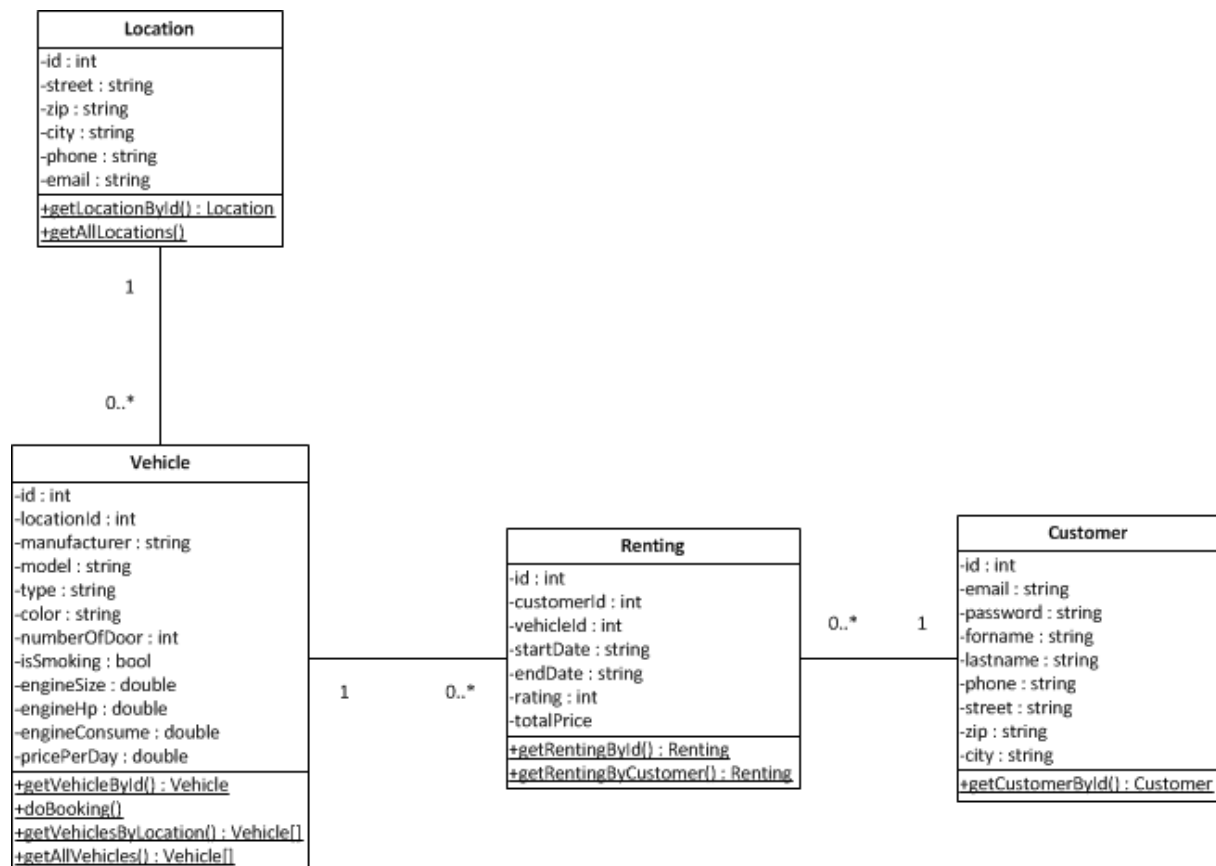 Location
-id : int
-street : string
-zip : string
-city : string
-phone : string
-email : string
+getLocationById() : Location
+getAllLocations()
1
0..*
Vehicle
-id : int
-locationId : int
-manufacturer : string
-model : string
-type : string
-color : string
-numberOfDoor : int
-isSmoking : bool
-engineSize : double
-engineHp : double
-engineConsume : double
-pricePerDay : double
+getVehicleById() : Vehicle
+doBooking()
+getVehiclesByLocation() : Vehicle[]
+getAllVehicles() : Vehicle[]
1
0..*
Renting
-id : int
-customerId : int
-vehicleId : int
-startDate : string
-endDate : string
-rating : int
-totalPrice
+getRentingById() : Renting
+getRentingByCustomer() : Renting
0..*
1
Customer
-id : int
-email : string
-password : string
-forname : string
-lastname : string
-phone : string
-street : string
-zip : string
-city : string
+getCustomerById() : Customer